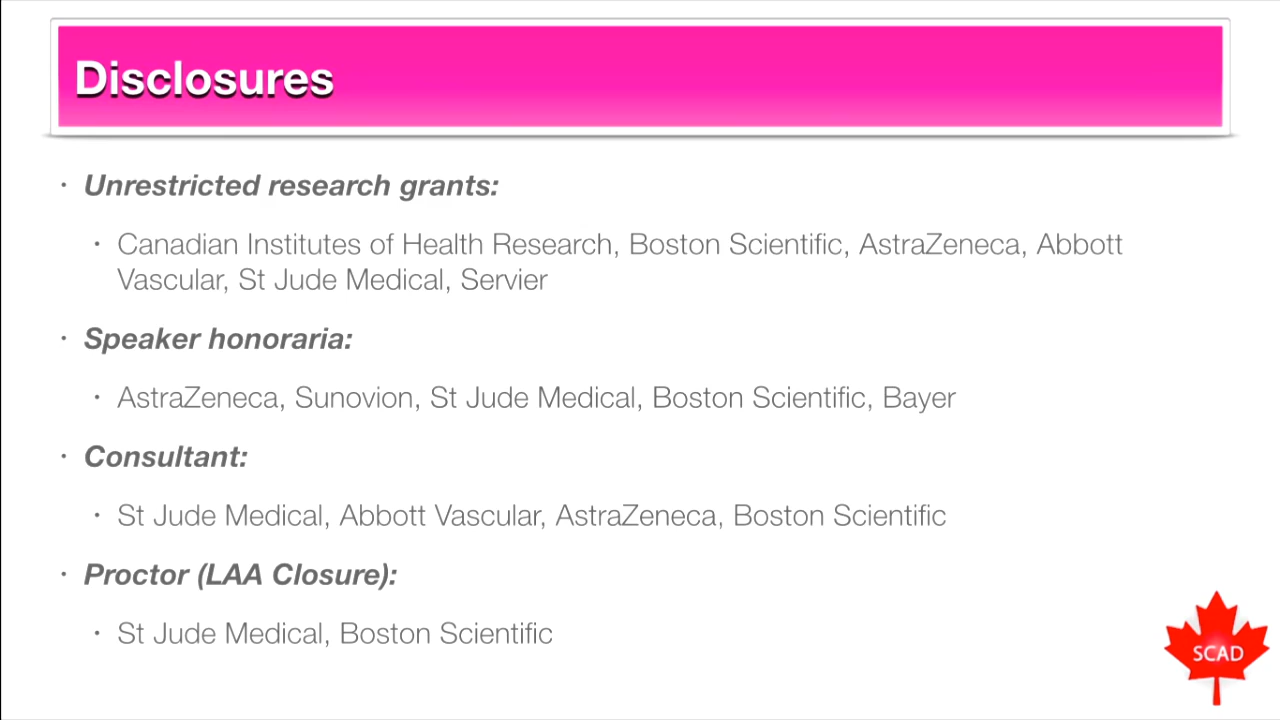 Disclosures
• Unrestricted research grants:
• Canadian Institutes of Health Research, Boston Scientific, AstraZeneca, Abbott
Vascular, St Jude Medical, Servier
• Speaker honoraria:
• AstraZeneca, Sunovion, St Jude Medical, Boston Scientific, Bayer
• Consultant:
• St Jude Medical, Abbott Vascular, AstraZeneca, Boston Scientific
• Proctor (LAA Closure):
• St Jude Medical, Boston Scientific
SCAD